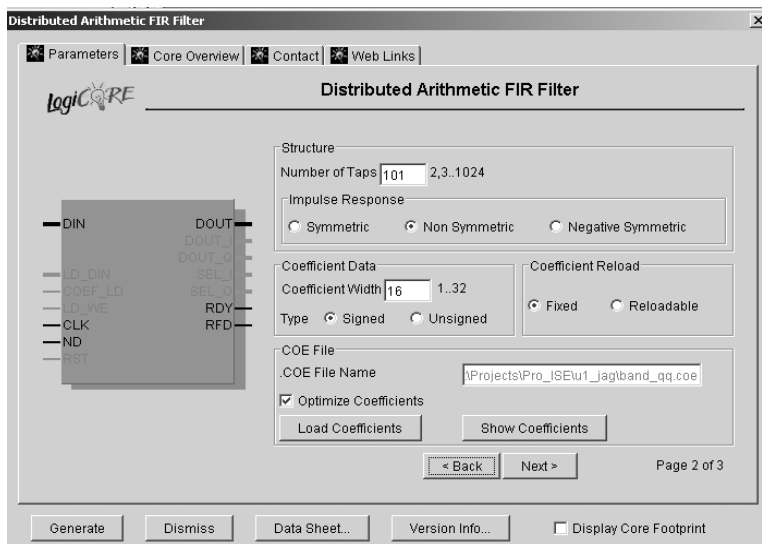 Distributed Arithmetic FIR Filter
Parameters Core Overview Contact Web Links
LogiCORE
Distributed Arithmetic FIR Filter
Structure
Number of Taps 101 2,3..1024
Impulse Response
Symmetric Non Symmetric Negative Symmetric
DIN DOUT
DOUT_I
DOUT_Q
LD_DIN SEL_I
COEF_LD SEL_O
LD_WE RDY
CLK RFD
ND
RST
Coefficient Data
Coefficient Width 16 1..32
Type Signed Unsigned
Coefficient Reload
Fixed Reloadable
COE File
.COE File Name :\Projects\Pro_ISE\u1_jag\band_qq.coe
Optimize Coefficients
Load Coefficients Show Coefficients
< Back Next > Page 2 of 3
Generate Dismiss Data Sheet... Version Info... Display Core Footprint